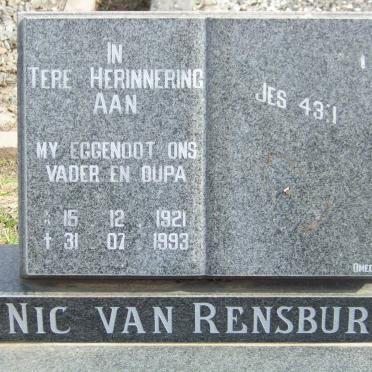 IN
TERE HERINNERING
AAN
MY EGGENOOT ONS
VADER EN OUPA
* 15 12 1921
† 31 07 1993
JES 43:1
NIC VAN RENSBUR